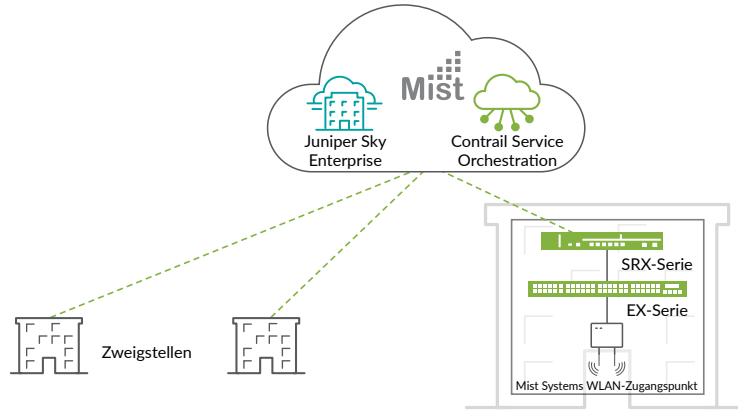 Mist
Juniper Sky
Enterprise
Contrail Service
Orchestration
SRX-Serie
EX-Serie
Zweigstellen
Mist Systems WLAN-Zugangspunkt